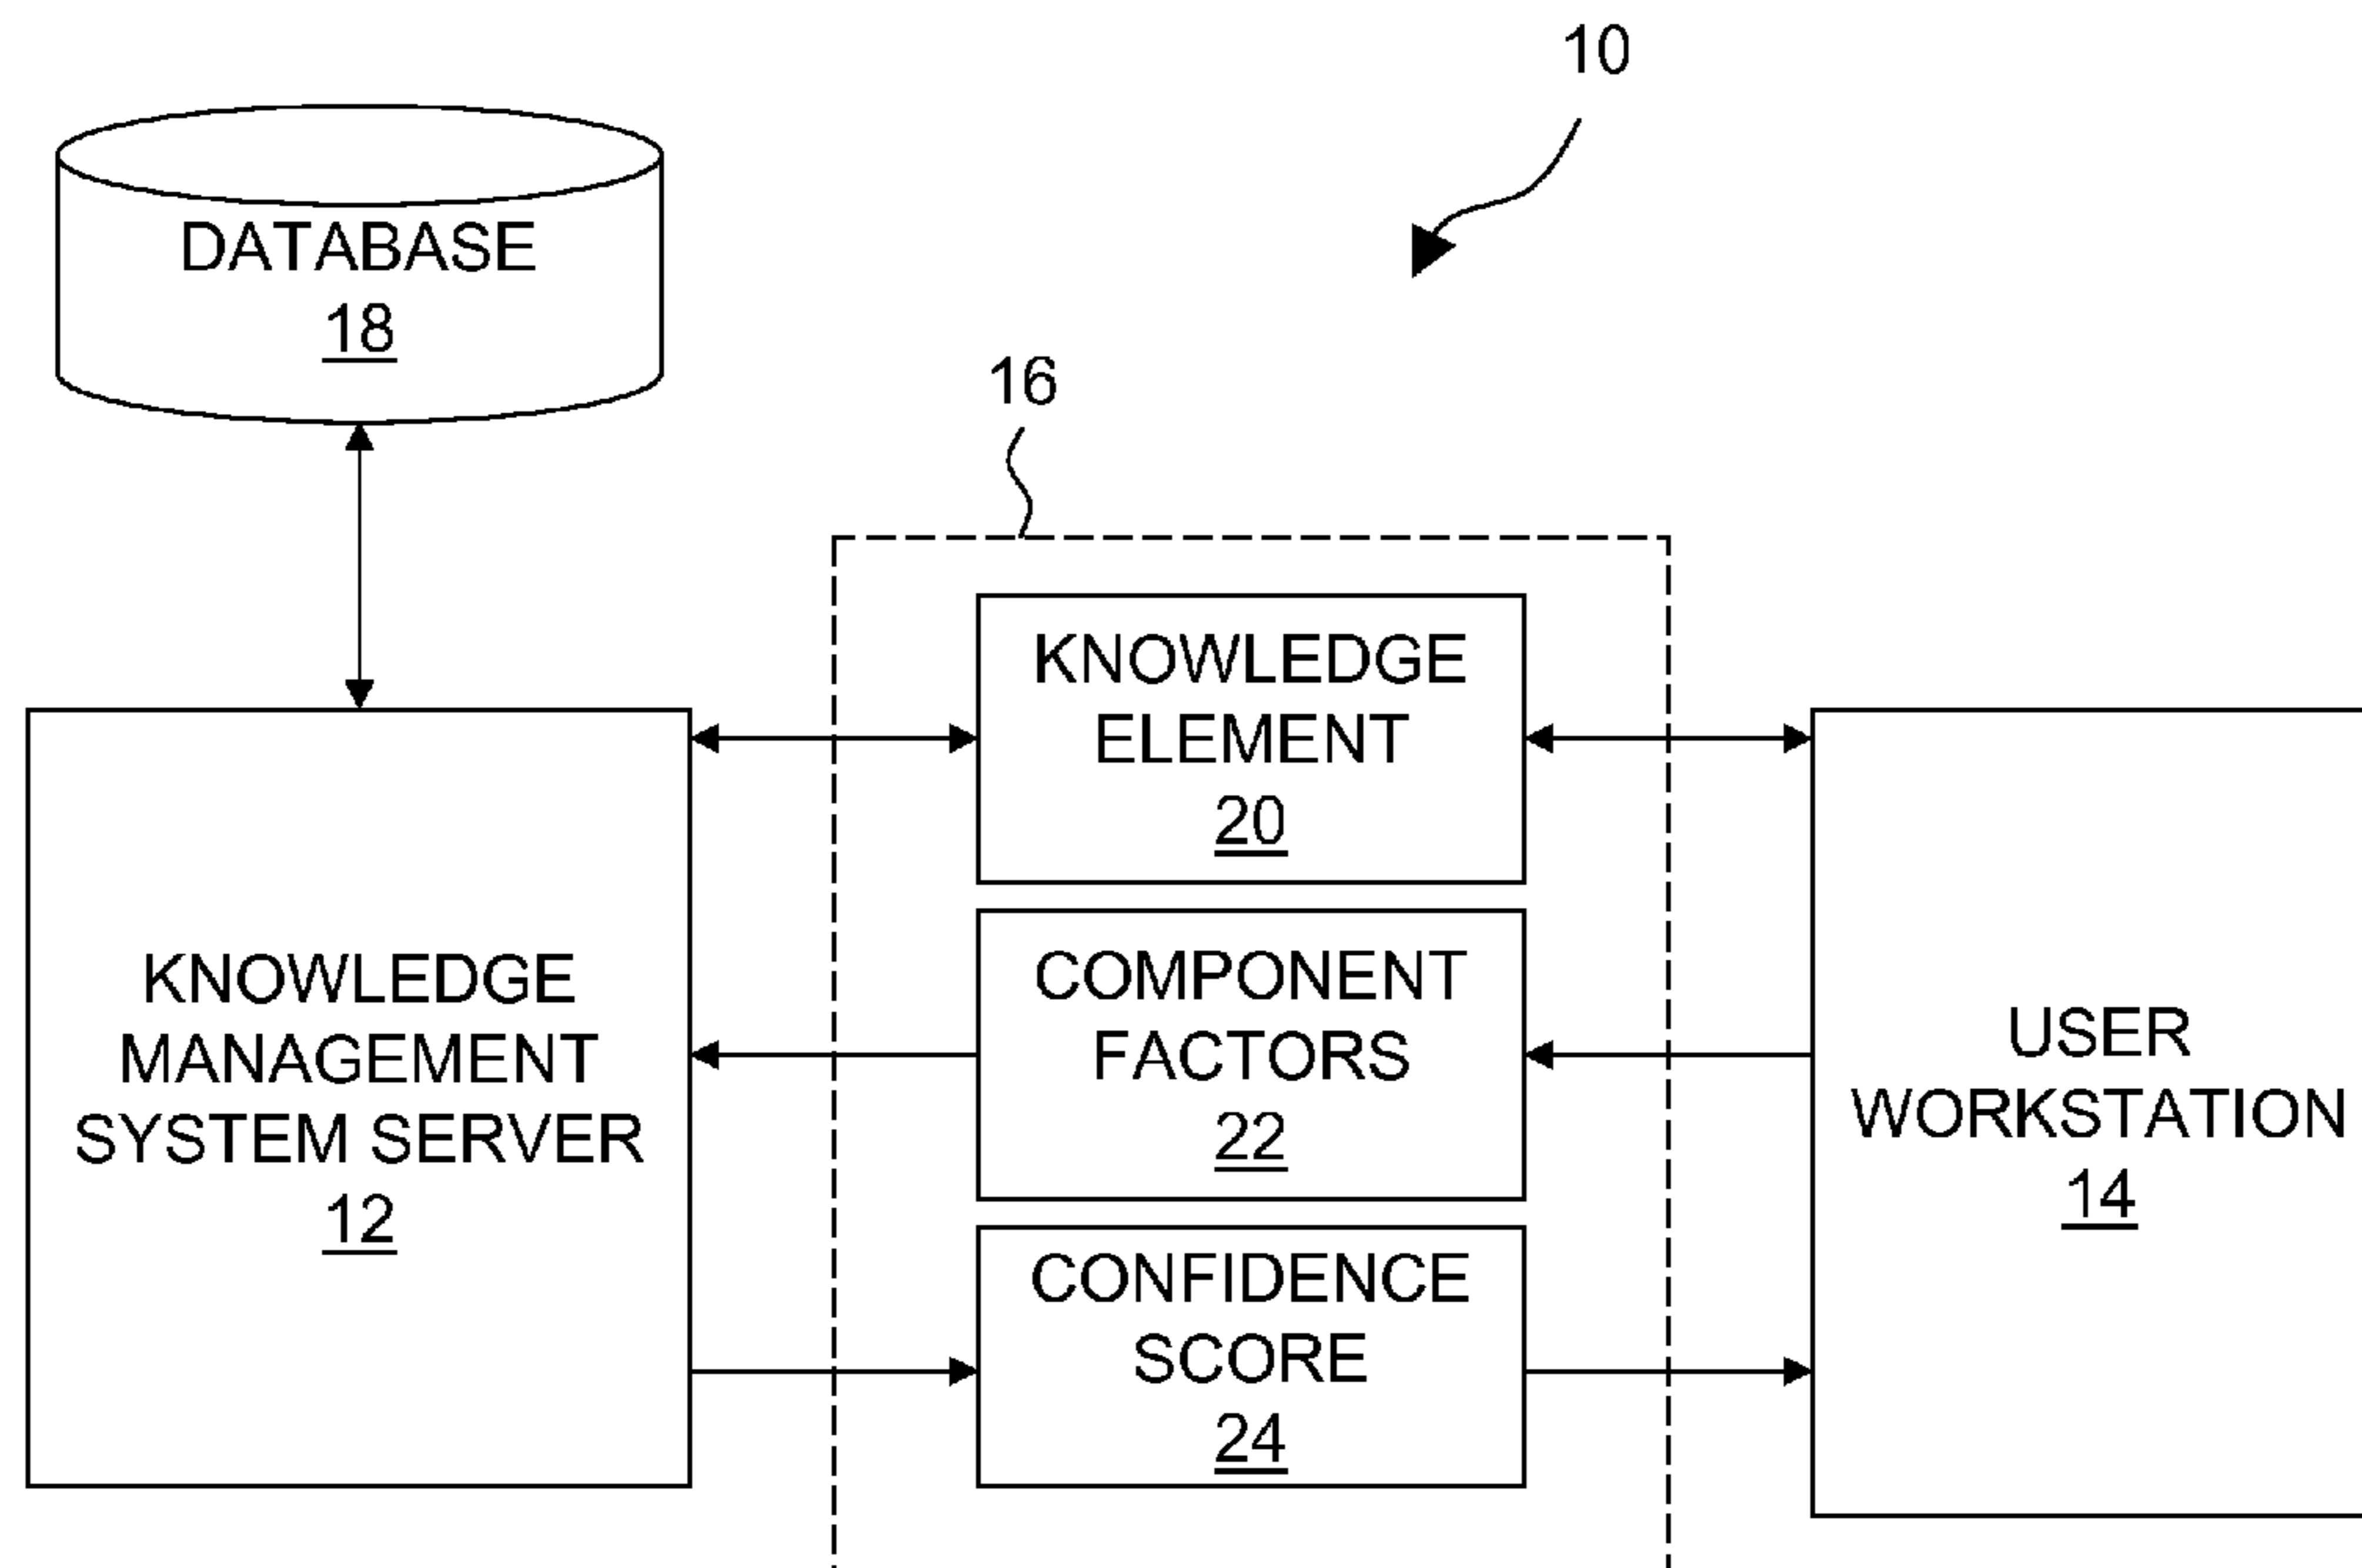 10
DATABASE
18
16
KNOWLEDGE
ELEMENT
20
KNOWLEDGE
MANAGEMENT
SYSTEM SERVER
12
COMPONENT
FACTORS
22
USER
WORKSTATION
14
CONFIDENCE
SCORE
24